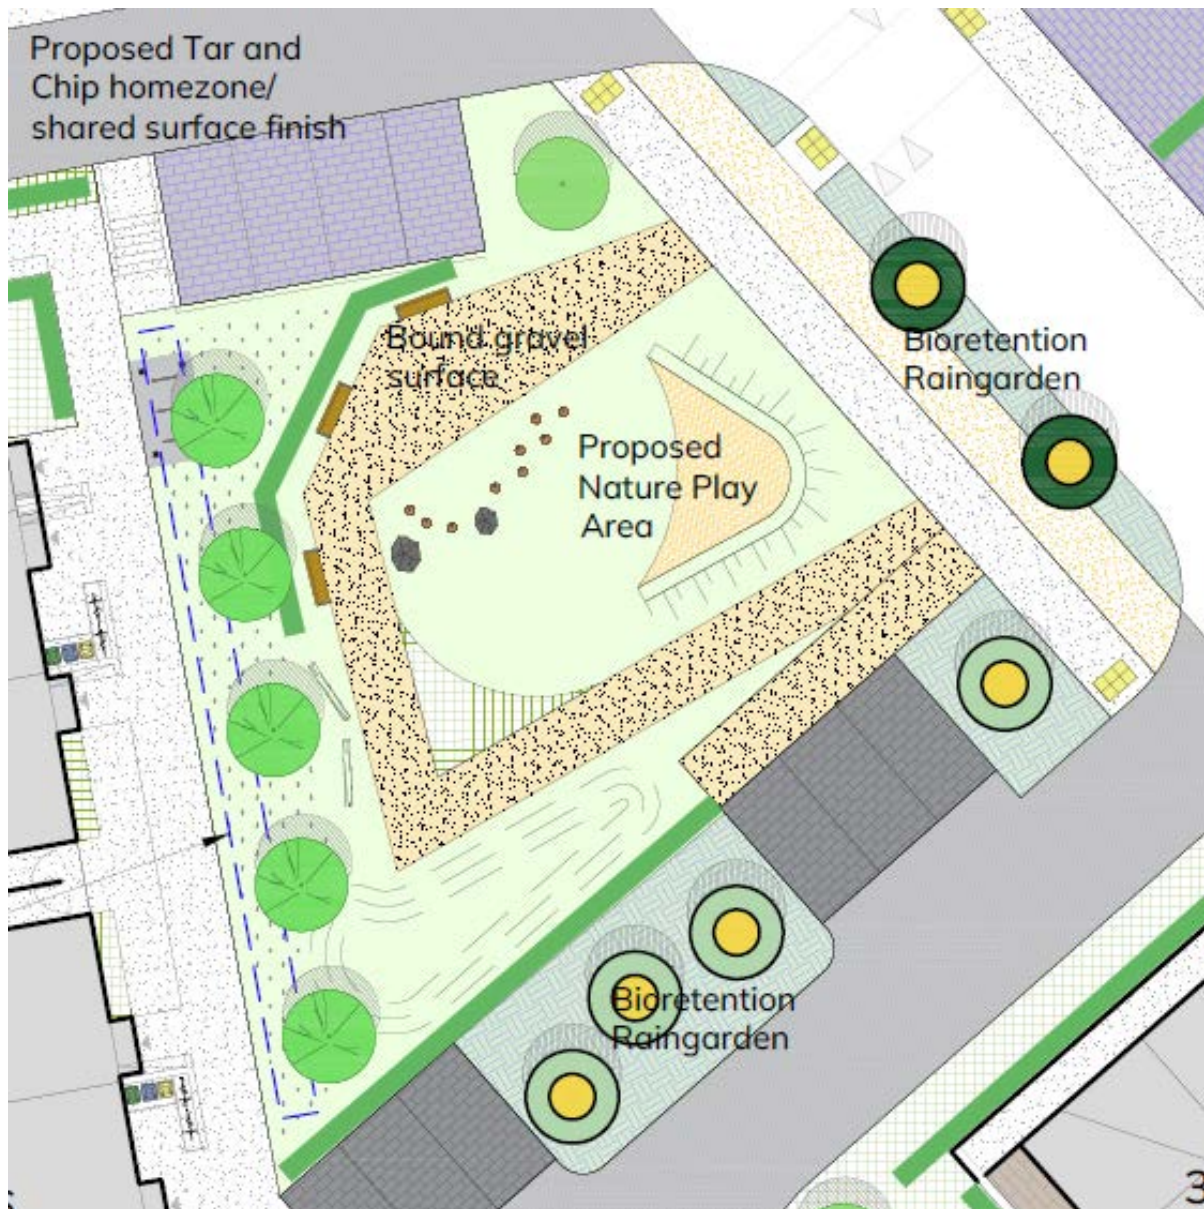 Proposed Tar and
Chip homezone/
shared surface finish
Bound gravel
surface
Bioretention
Raingarden
Proposed
Nature Play
Area
Bioretention
Raingarden
3